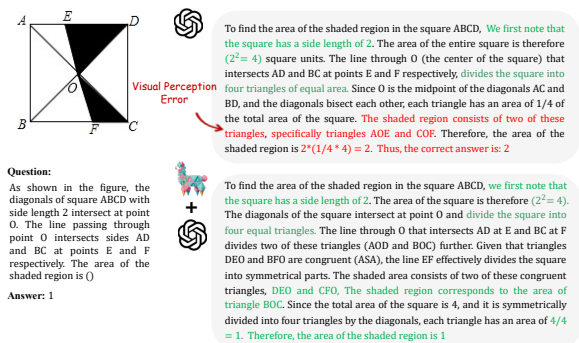 A
E
D
O
B
F
C
Question:
As shown in the figure, the
diagonals of square ABCD with
side length 2 intersect at point
O. The line passing through
point O intersects sides AD
and BC at points E and F
respectively. The area of the
shaded region is ()
Answer: 1
Visual Perception
Error
To find the area of the shaded region in the square ABCD, We first note that
the square has a side length of 2. The area of the entire square is therefore
(2²= 4) square units. The line through O (the center of the square) that
intersects AD and BC at points E and F respectively, divides the square into
four triangles of equal area. Since O is the midpoint of the diagonals AC and
BD, and the diagonals bisect each other, each triangle has an area of 1/4 of
the total area of the square. The shaded region consists of two of these
triangles, specifically triangles AOE and COF. Therefore, the area of the
shaded region is 2*(1/4 * 4) = 2. Thus, the correct answer is: 2
+
To find the area of the shaded region in the square ABCD, we first note that
the square has a side length of 2. The area of the square is therefore (2²= 4).
The diagonals of the square intersect at point O and divide the square into
four equal triangles. The line through O that intersects AD at E and BC at F
divides two of these triangles (AOD and BOC) further. Given that triangles
DEO and BFO are congruent (ASA), the line EF effectively divides the square
into symmetrical parts. The shaded area consists of two of these congruent
triangles, DEO and CFO, The shaded region corresponds to the area of
triangle BOC. Since the total area of the square is 4, and it is symmetrically
divided into four triangles by the diagonals, each triangle has an area of 4/4
= 1. Therefore, the area of the shaded region is 1